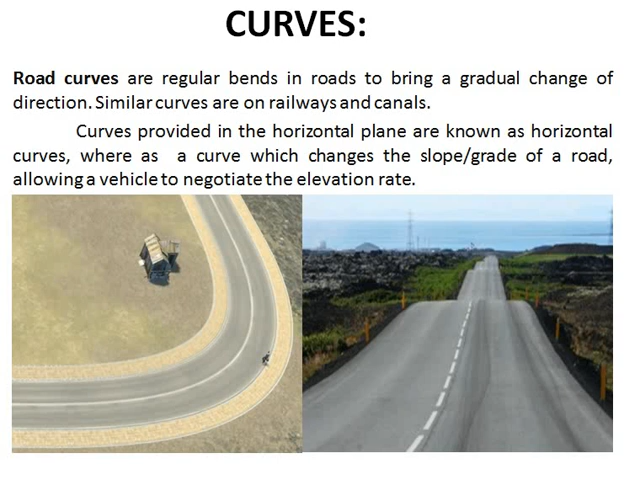 CURVES:
Road curves are regular bends in roads to bring a gradual change of
direction. Similar curves are on railways and canals.
Curves provided in the horizontal plane are known as horizontal
curves, where as a curve which changes the slope/grade of a road,
allowing a vehicle to negotiate the elevation rate.